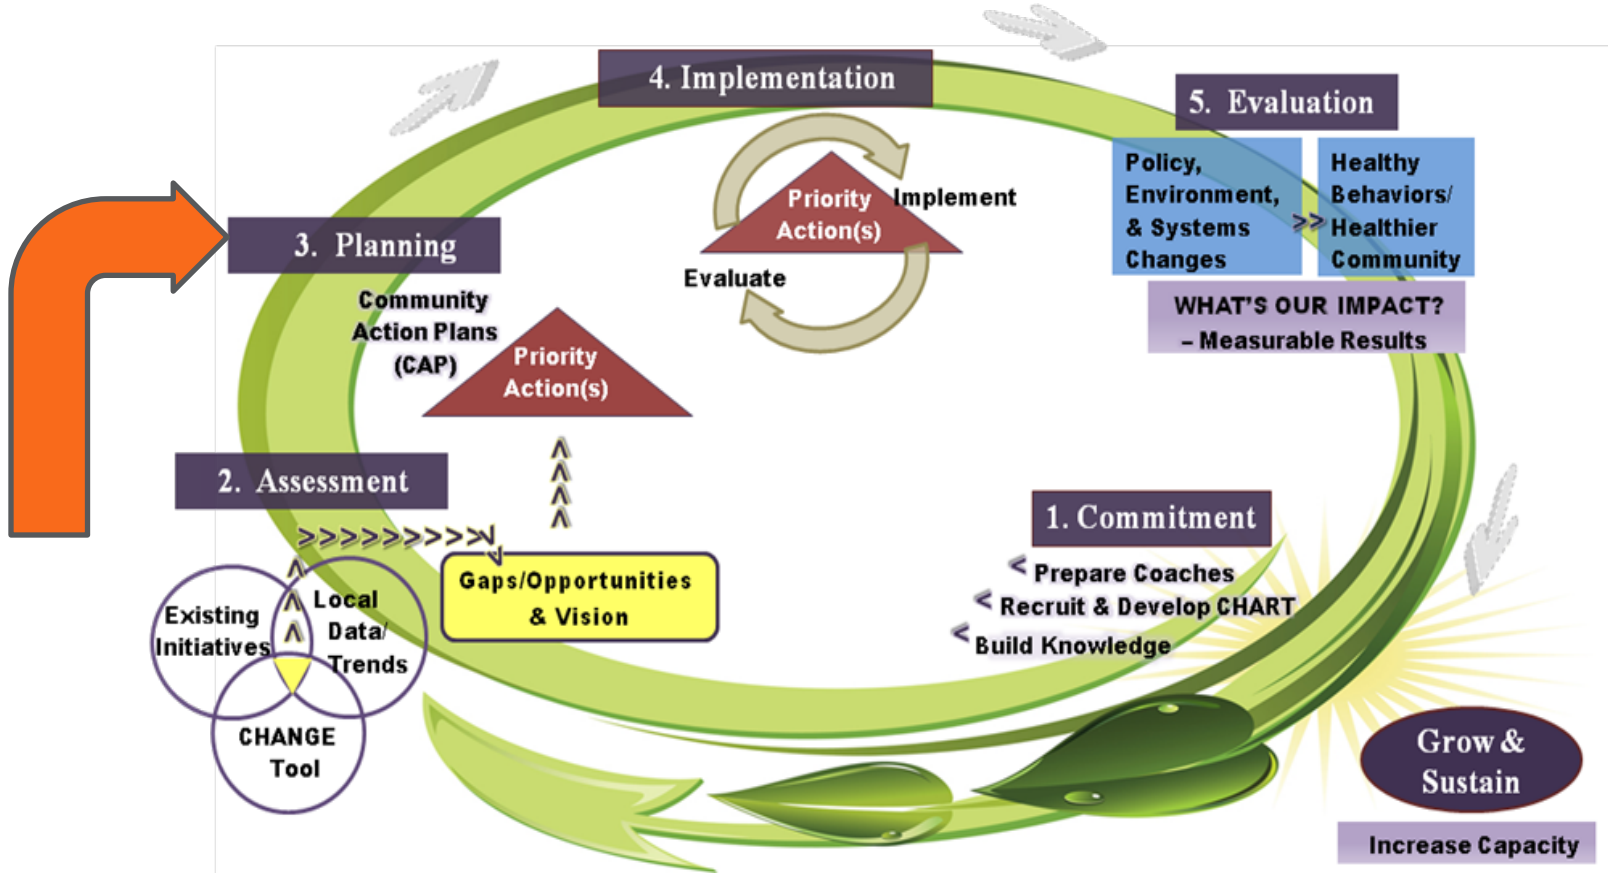 4. Implementation
5. Evaluation
Policy,
Environment,
& Systems
Changes
>>
Healthy
Behaviors/
Healthier
Community
WHAT'S OUR IMPACT?
– Measurable Results
Priority
Action(s)
Implement
Evaluate
3. Planning
Community
Action Plans
(CAP)
Priority
Action(s)
^
^
^
^
2. Assessment
>>>>>>>>>
Gaps/Opportunities
& Vision
Existing
Initiatives
Local
Data/
Trends
CHANGE
Tool
1. Commitment
< Prepare Coaches
< Recruit & Develop CHART
< Build Knowledge
Grow &
Sustain
Increase Capacity